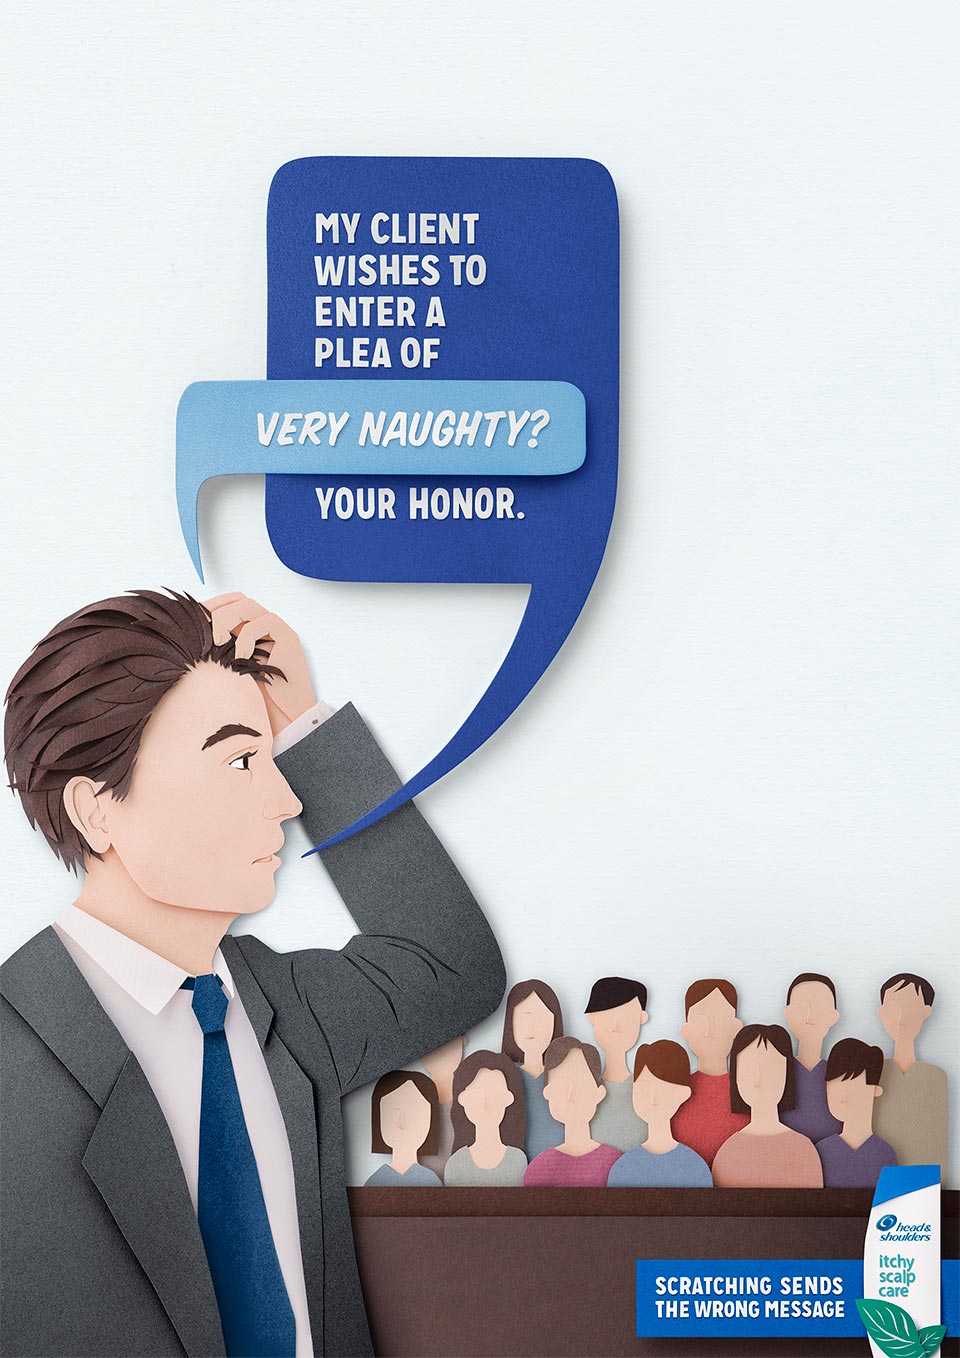 MY CLIENT
WISHES TO
ENTER A
PLEA OF
VERY NAUGHTY?
YOUR HONOR.
head&
shoulders
itchy
scalp
care
SCRATCHING SENDS
THE WRONG MESSAGE